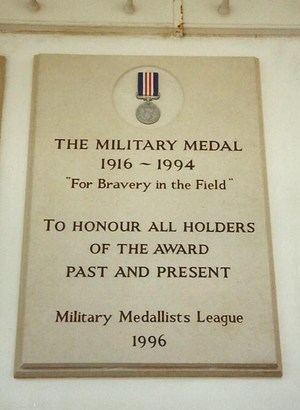 THE MILITARY MEDAL
1916 ~ 1994
"For Bravery in the Field"
TO HONOUR ALL HOLDERS
OF THE AWARD
PAST AND PRESENT
Military Medallists League
1996